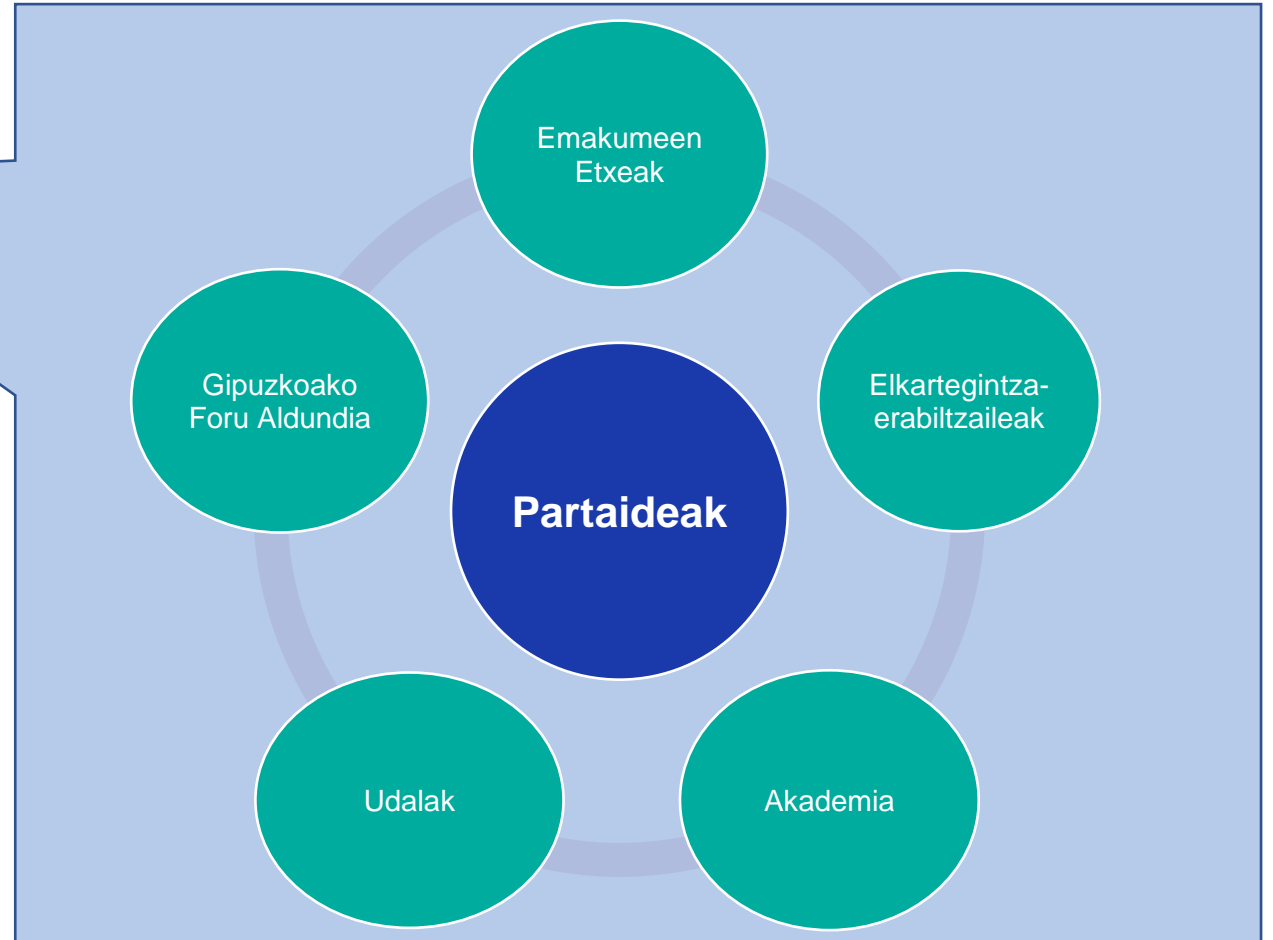 Emakumeen
Etxeak
Gipuzkoako
Foru Aldundia
Elkartegintza-
erabiltzaileak
Partaideak
Udalak
Akademia